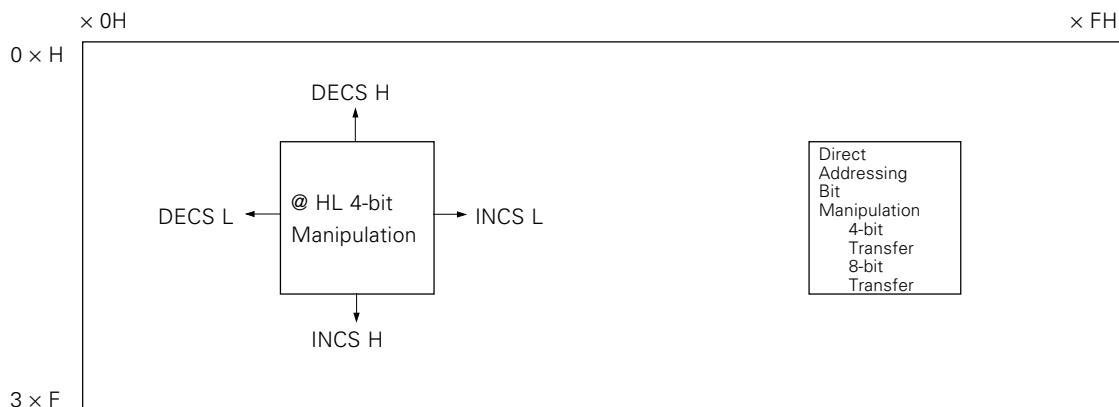 × 0H
× FH
0 × H
DECS H
DECS L
@ HL 4-bit
Manipulation
INCS L
INCS H
Direct
Addressing
Bit
Manipulation
4-bit
Transfer
8-bit
Transfer
3 × F